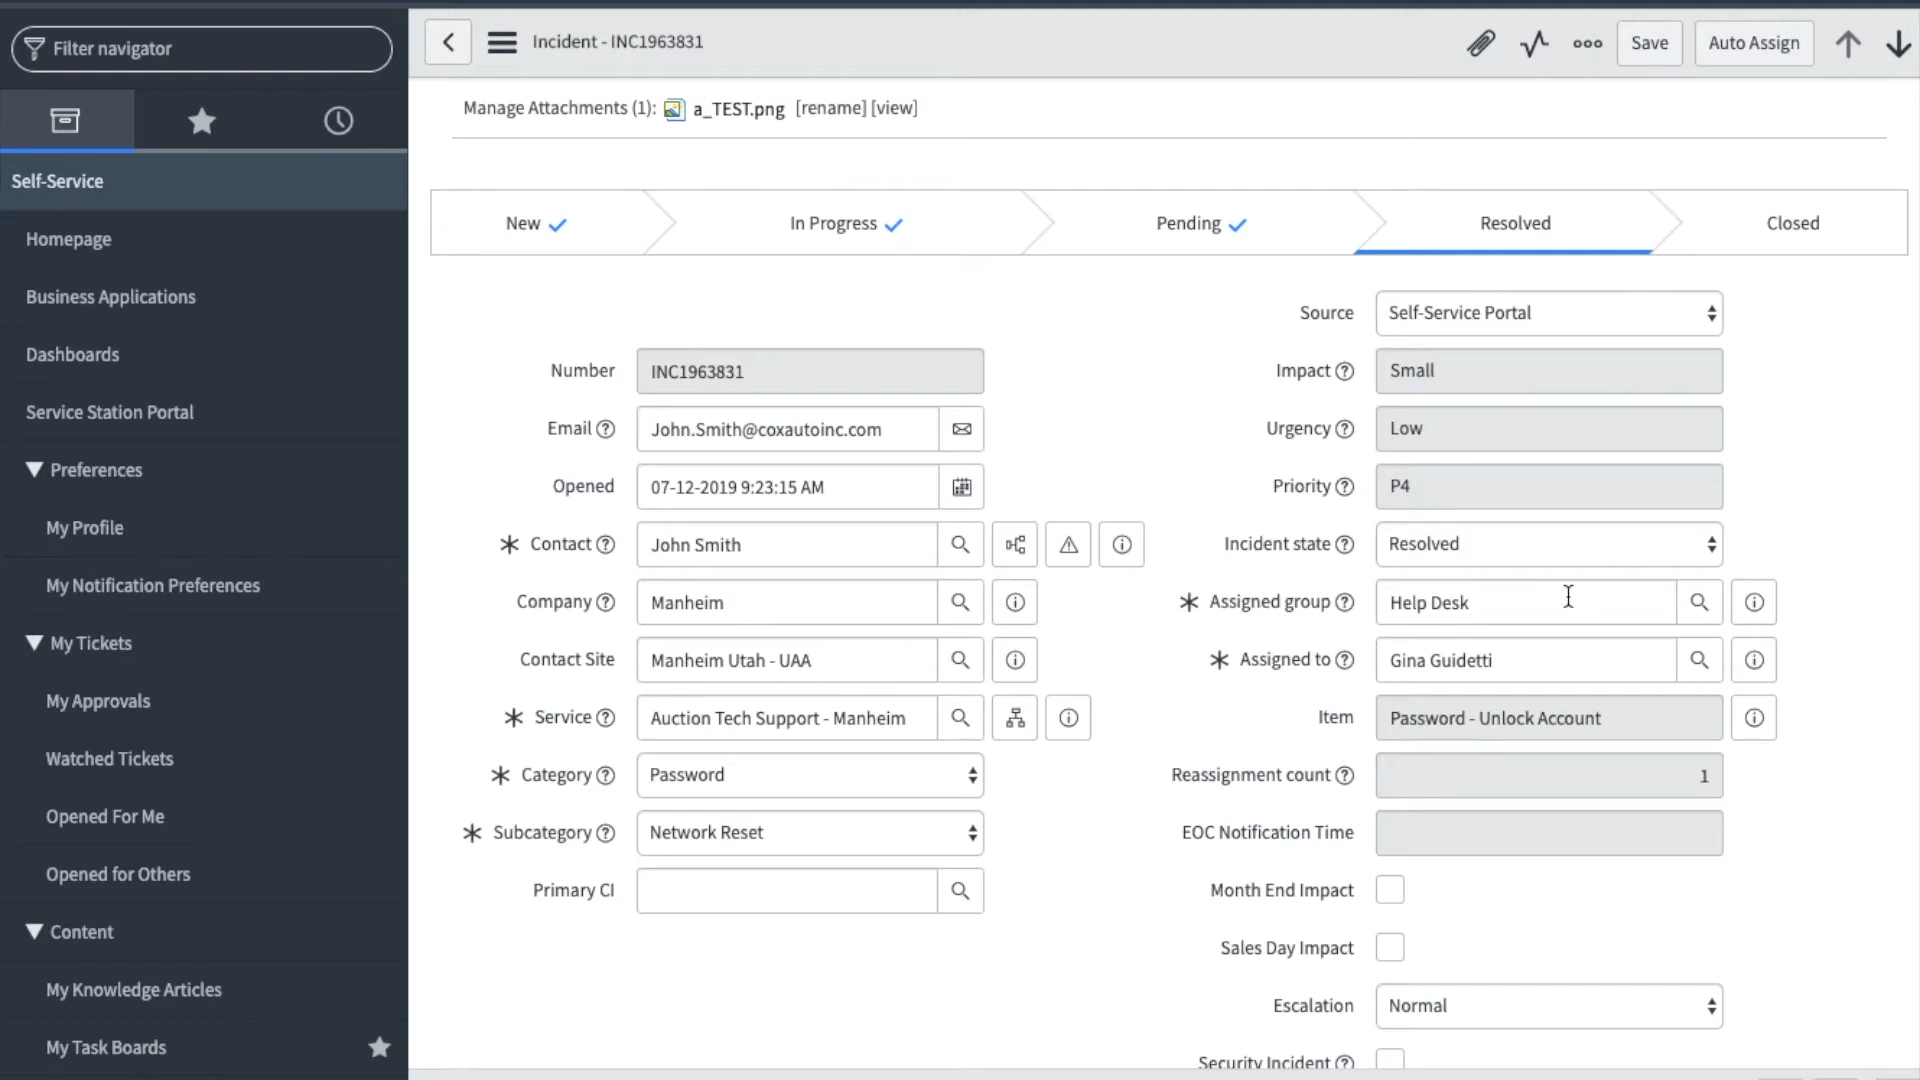 Filter navigator
Self-Service
Homepage
Business Applications
Dashboards
Service Station Portal
Preferences
My Profile
My Notification Preferences
My Tickets
My Approvals
Watched Tickets
Opened For Me
Opened for Others
Content
My Knowledge Articles
My Task Boards
Incident - INC1963831
Save
Auto Assign
Manage Attachments (1): a_TEST.png [rename] [view]
New
In Progress
Pending
Resolved
Closed
Number INC1963831
Email John.Smith@coxautoinc.com
Opened 07-12-2019 9:23:15 AM
Contact John Smith
Company Manheim
Contact Site Manheim Utah - UAA
Service Auction Tech Support - Manheim
Category Password
Subcategory Network Reset
Primary CI
Source Self-Service Portal
Impact Small
Urgency Low
Priority P4
Incident state Resolved
Assigned group Help Desk
Assigned to Gina Guidetti
Item Password - Unlock Account
Reassignment count 1
EOC Notification Time
Month End Impact
Sales Day Impact
Escalation Normal
Security Incident